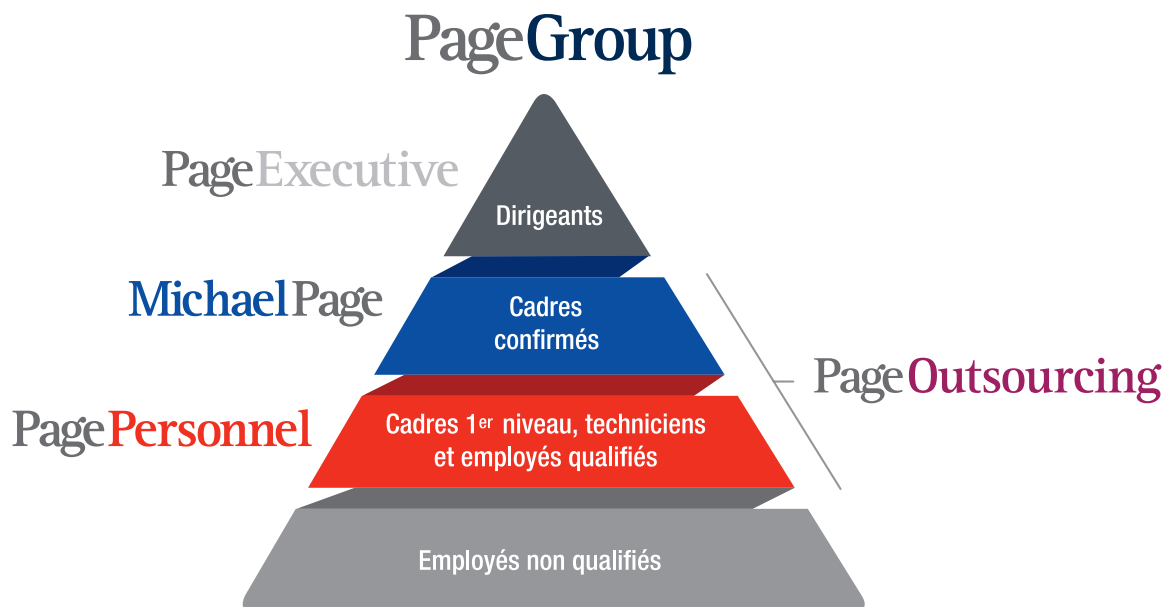 PageGroup
PageExecutive
Dirigeants
MichaelPage
Cadres
confirmés
PageOutsourcing
PagePersonnel
Cadres 1er niveau, techniciens
et employés qualifiés
Employés non qualifiés